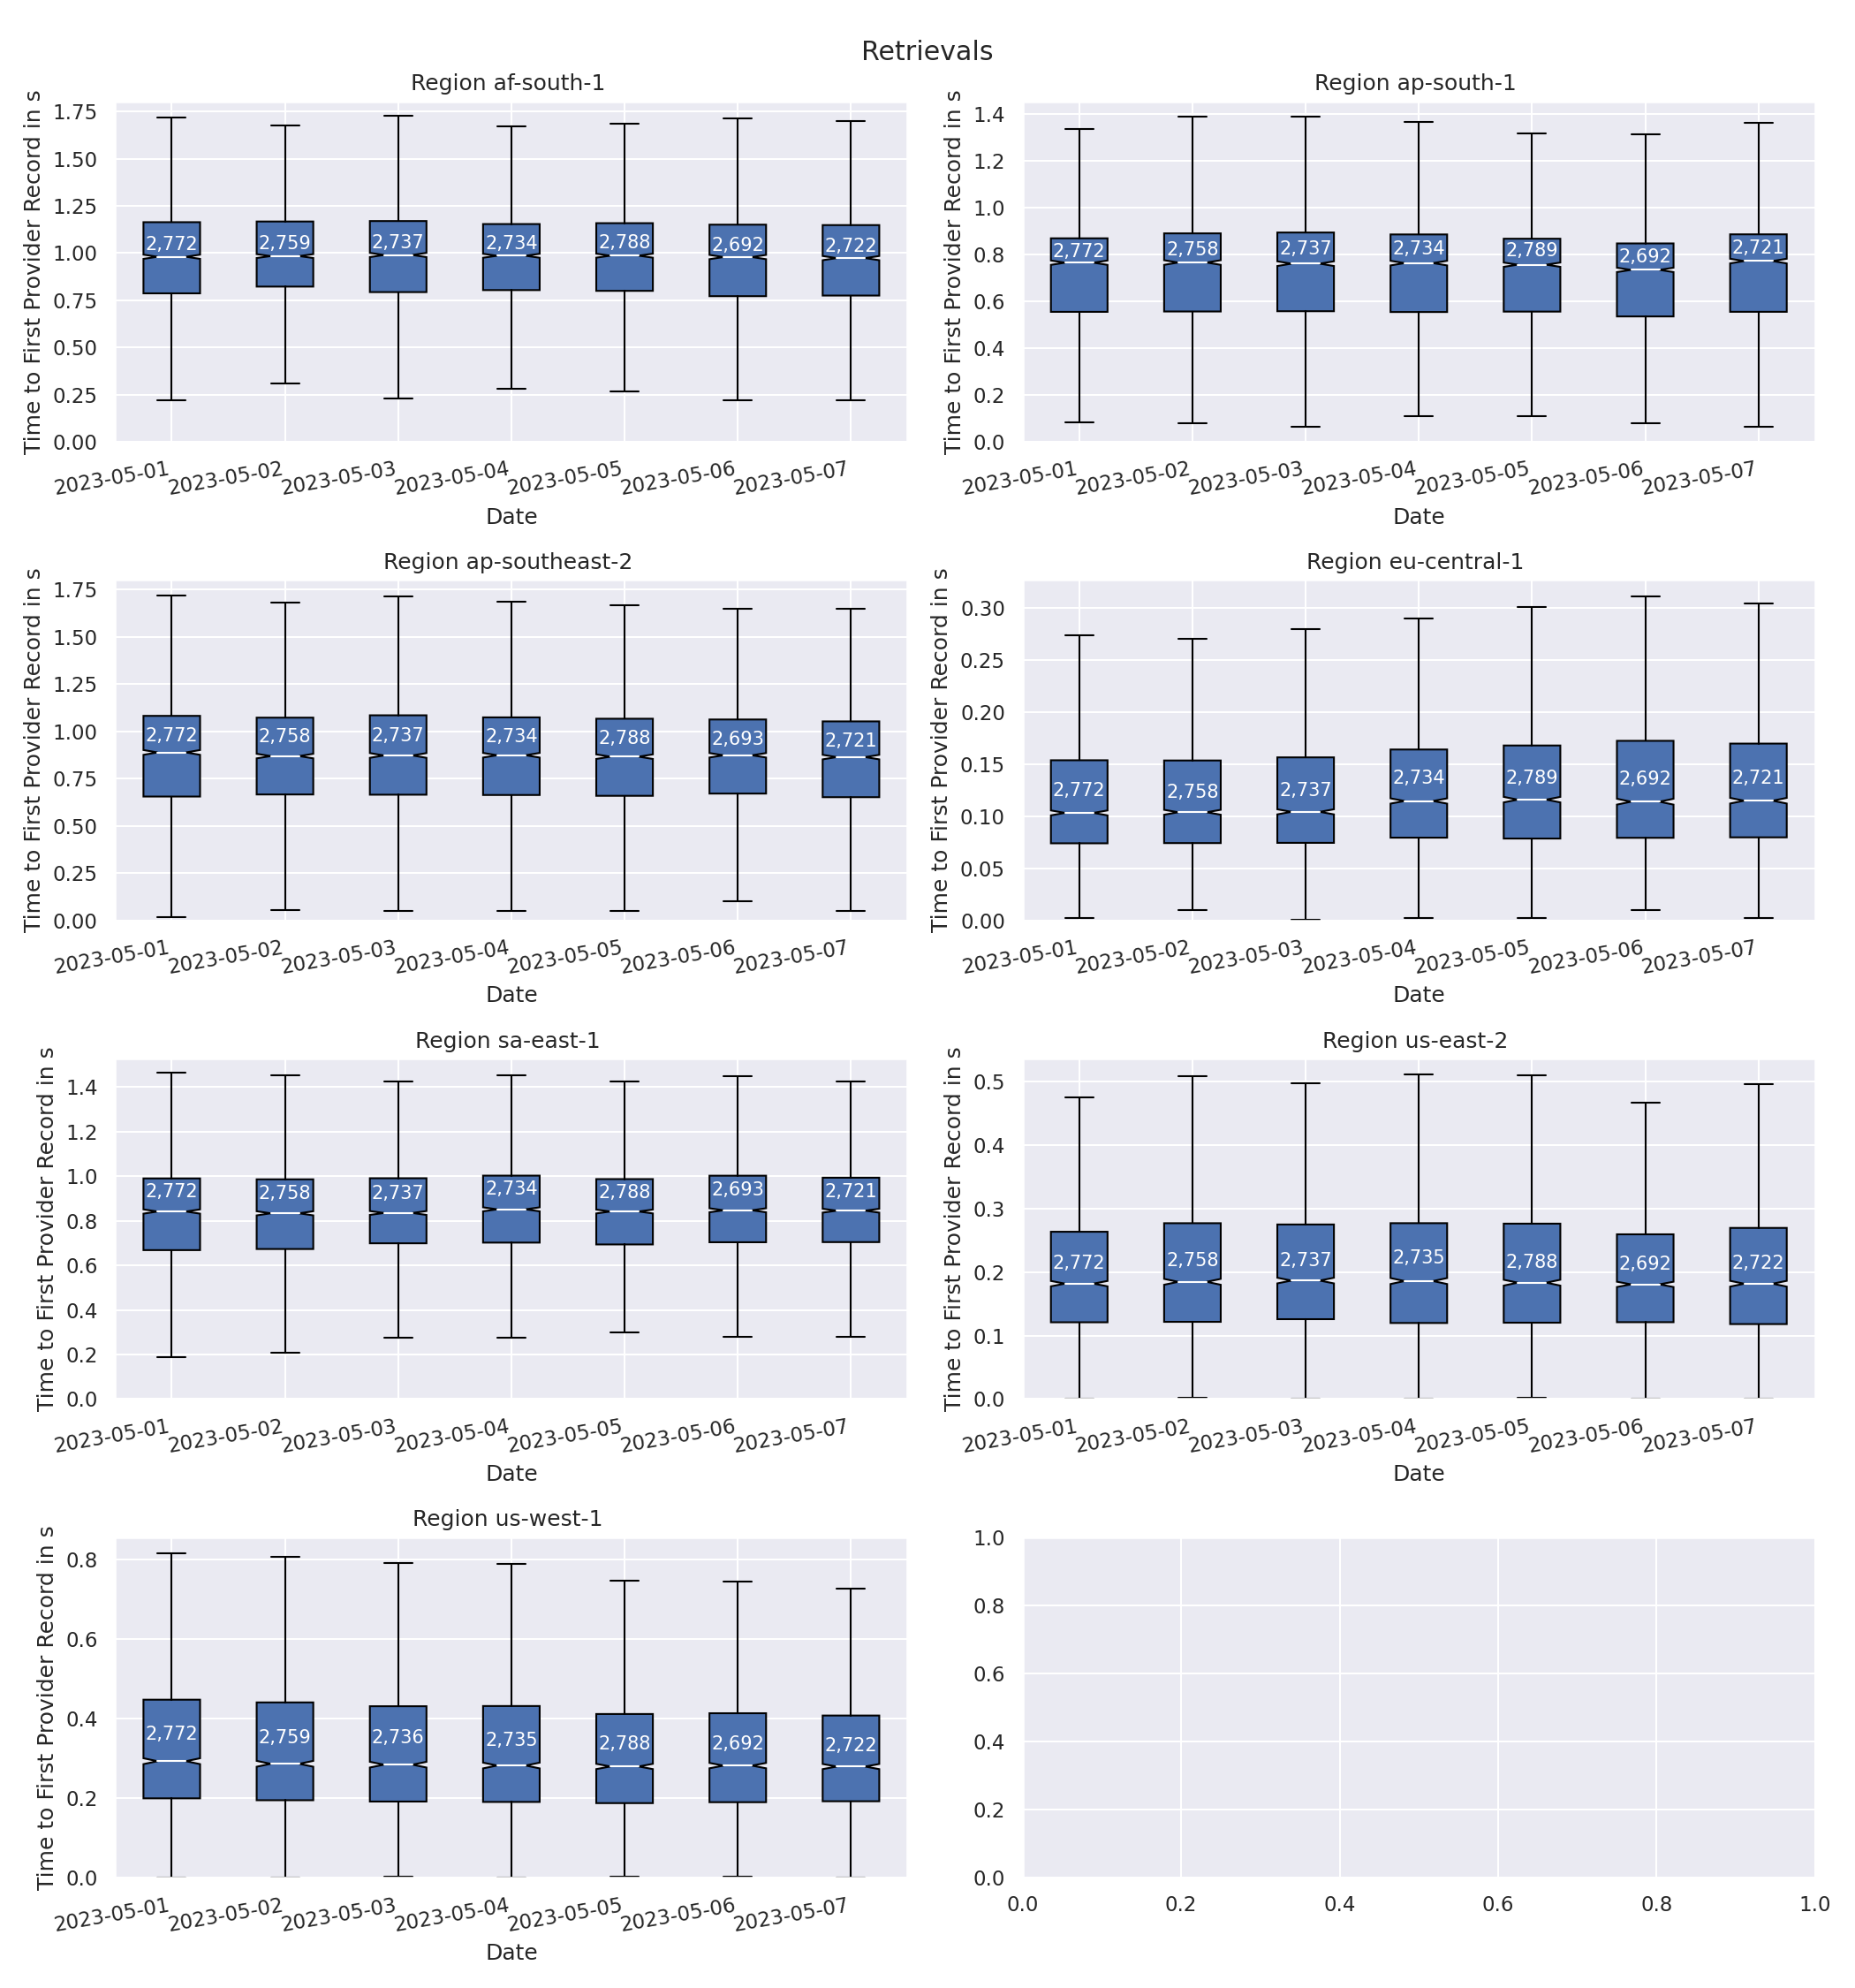 Retrievals
Region af-south-1
Time to First Provider Record in s
1.75
1.50
1.25
1.00
0.75
0.50
0.25
0.00
2,772 2,759 2,737 2,734 2,788 2,692 2,722
2023-05-01 2023-05-02 2023-05-03 2023-05-04 2023-05-05 2023-05-06 2023-05-07
Date
Region ap-south-1
Time to First Provider Record in s
1.4
1.2
1.0
0.8
0.6
0.4
0.2
0.0
2,772 2,758 2,737 2,734 2,789 2,692 2,721
2023-05-01 2023-05-02 2023-05-03 2023-05-04 2023-05-05 2023-05-06 2023-05-07
Date
Region ap-southeast-2
Time to First Provider Record in s
1.75
1.50
1.25
1.00
0.75
0.50
0.25
0.00
2,772 2,758 2,737 2,734 2,788 2,693 2,721
2023-05-01 2023-05-02 2023-05-03 2023-05-04 2023-05-05 2023-05-06 2023-05-07
Date
Region eu-central-1
Time to First Provider Record in s
0.30
0.25
0.20
0.15
0.10
0.05
0.00
2,772 2,758 2,737 2,734 2,789 2,692 2,721
2023-05-01 2023-05-02 2023-05-03 2023-05-04 2023-05-05 2023-05-06 2023-05-07
Date
Region sa-east-1
Time to First Provider Record in s
1.4
1.2
1.0
0.8
0.6
0.4
0.2
0.0
2,772 2,758 2,737 2,734 2,788 2,693 2,721
2023-05-01 2023-05-02 2023-05-03 2023-05-04 2023-05-05 2023-05-06 2023-05-07
Date
Region us-east-2
Time to First Provider Record in s
0.5
0.4
0.3
0.2
0.1
0.0
2,772 2,758 2,737 2,735 2,788 2,692 2,722
2023-05-01 2023-05-02 2023-05-03 2023-05-04 2023-05-05 2023-05-06 2023-05-07
Date
Region us-west-1
Time to First Provider Record in s
0.8
0.6
0.4
0.2
0.0
2,772 2,759 2,736 2,735 2,788 2,692 2,722
2023-05-01 2023-05-02 2023-05-03 2023-05-04 2023-05-05 2023-05-06 2023-05-07
Date
1.0
0.8
0.6
0.4
0.2
0.0
0.0 0.2 0.4 0.6 0.8 1.0